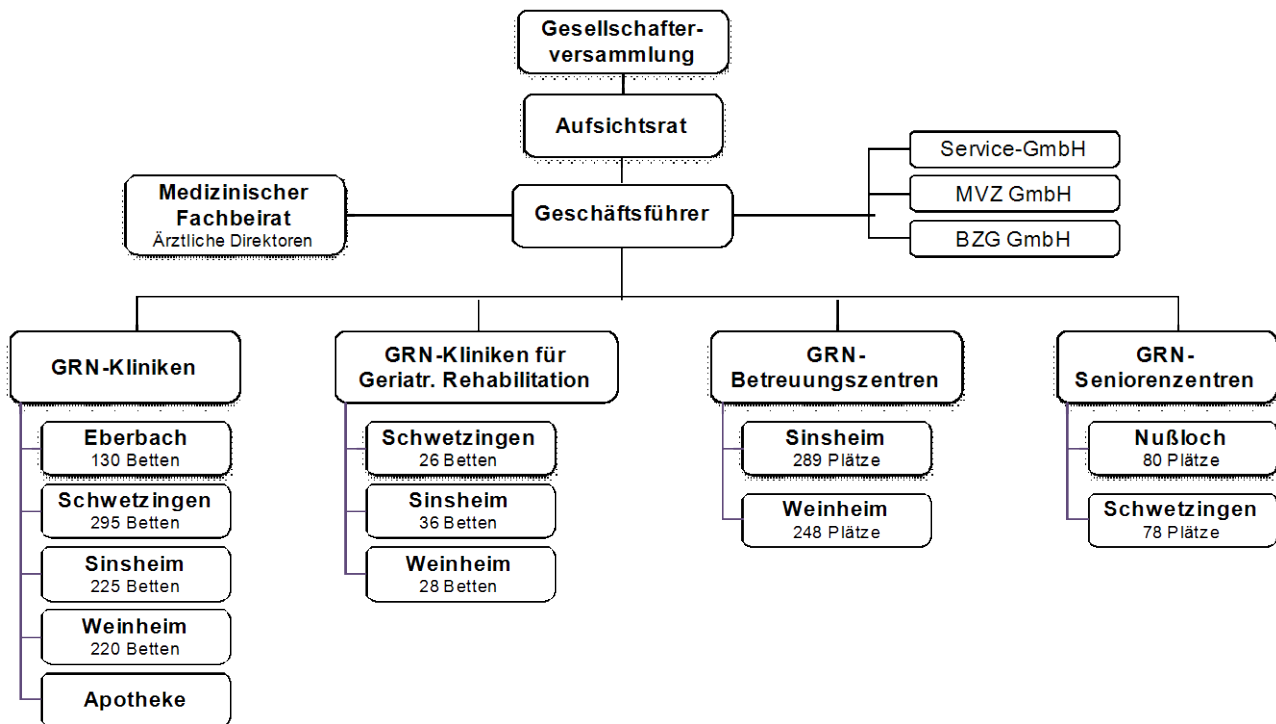 Gesellschafter-
versammlung
Aufsichtsrat
Service-GmbH
MVZ GmbH
BZG GmbH
Medizinischer
Fachbeirat
Ärztliche Direktoren
Geschäftsführer
GRN-Kliniken
Eberbach
130 Betten
Schwetzingen
295 Betten
Sinsheim
225 Betten
Weinheim
220 Betten
Apotheke
GRN-Kliniken für
Geriatr. Rehabilitation
Schwetzingen
26 Betten
Sinsheim
36 Betten
Weinheim
28 Betten
GRN-
Betreuungszentren
Sinsheim
289 Plätze
Weinheim
248 Plätze
GRN-
Seniorenzentren
Nußloch
80 Plätze
Schwetzingen
78 Plätze